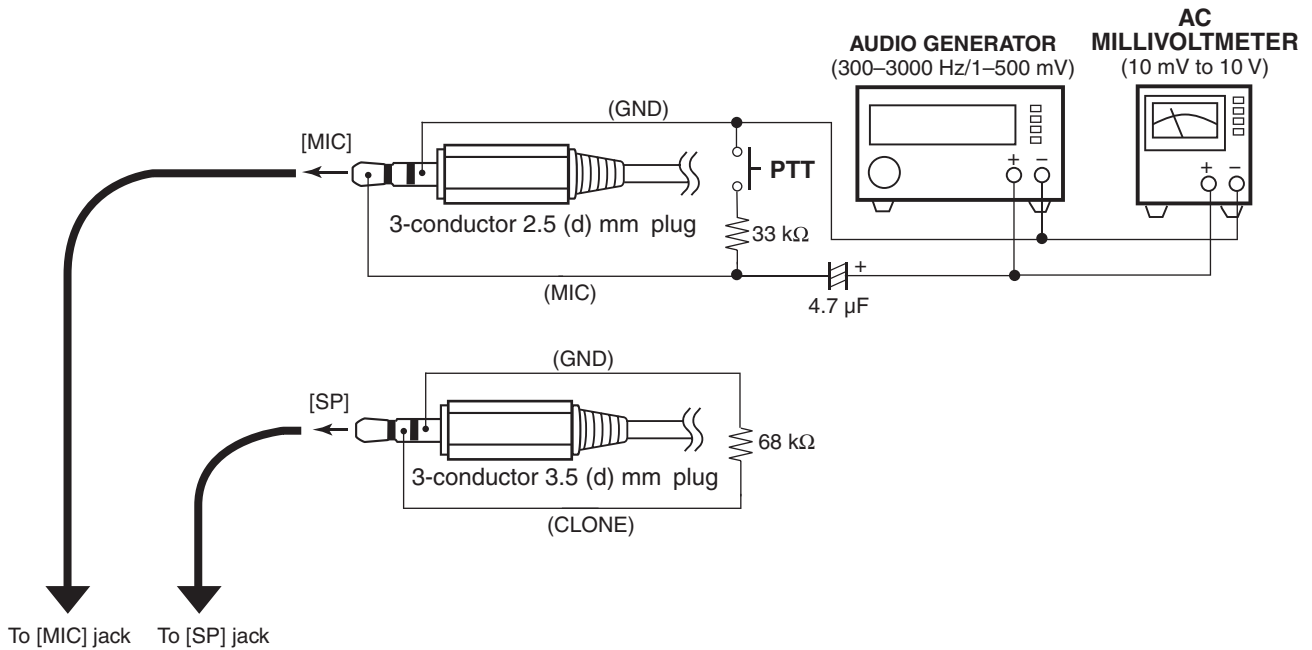 AUDIO GENERATOR
(300–3000 Hz/1–500 mV)
AC
MILLIVOLTMETER
(10 mV to 10 V)
+ –
+ –
(GND)
[MIC]
PTT
3-conductor 2.5 (d) mm plug
33 kΩ
(MIC)
+
4.7 µF
(GND)
[SP]
68 kΩ
3-conductor 3.5 (d) mm plug
(CLONE)
To [MIC] jack
To [SP] jack